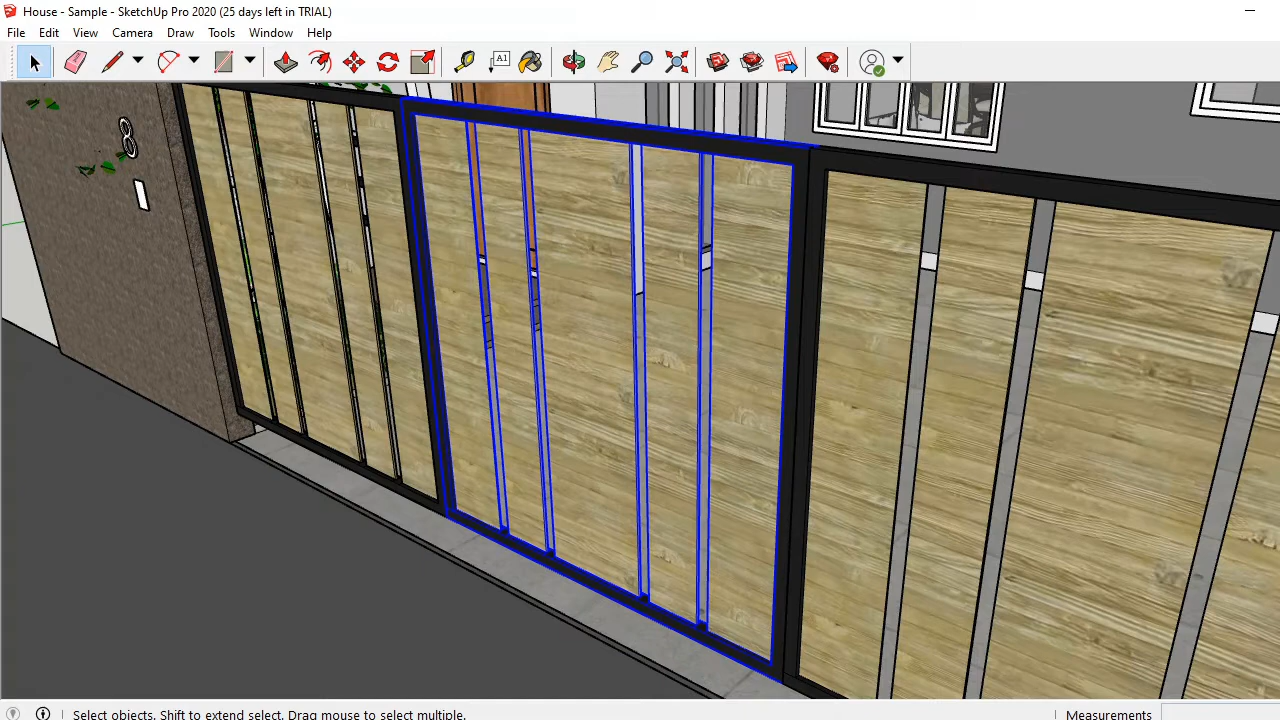 House - Sample - SketchUp Pro 2020 (25 days left in TRIAL)
File Edit View Camera Draw Tools Window Help
A1
8
Select objects. Shift to extend select. Drag mouse to select multiple.
Measurements